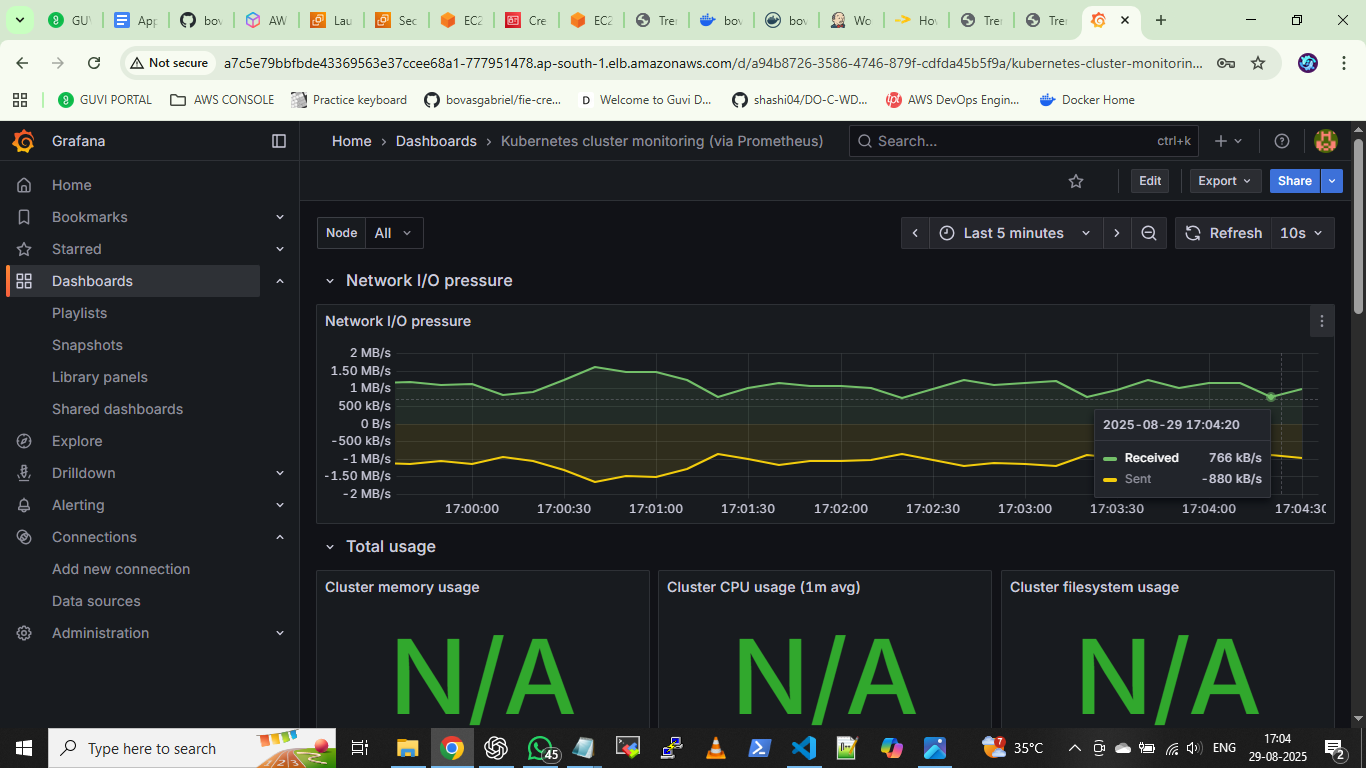 GUV
App
bov
AW
Lau
Sec
EC2
Cre
EC2
Tre
bov
bov
Wo
Hov
Tre
Tre
Not secure
a7c5e79bbfbde43369563e37ccee68a1-777951478.ap-south-1.elb.amazonaws.com/d/a94b8726-3586-4746-879f-cdfda45b5f9a/kubernetes-cluster-monitorin...
GUVI PORTAL
AWS CONSOLE
Practice keyboard
bovasgabriel/fie-cre...
D Welcome to Guvi D...
shashi04/DO-C-WD...
AWS DevOps Engin...
Docker Home
Grafana
Home › Dashboards › Kubernetes cluster monitoring (via Prometheus)
Search... ctrl+k
Edit
Export
Share
Home
Bookmarks
Starred
Dashboards
Playlists
Snapshots
Library panels
Shared dashboards
Explore
Drilldown
Alerting
Connections
Add new connection
Data sources
Administration
Node All
Last 5 minutes
Refresh 10s
Network I/O pressure
Network I/O pressure
2 MB/s
1.50 MB/s
1 MB/s
500 kB/s
0 B/s
-500 kB/s
-1 MB/s
-1.50 MB/s
-2 MB/s
17:00:00 17:00:30 17:01:00 17:01:30 17:02:00 17:02:30 17:03:00 17:03:30 17:04:00 17:04:30
2025-08-29 17:04:20
Received 766 kB/s
Sent -880 kB/s
Total usage
Cluster memory usage
N/A
Cluster CPU usage (1m avg)
N/A
Cluster filesystem usage
N/A
Type here to search
45
7
35°C
ENG
17:04
29-08-2025
2